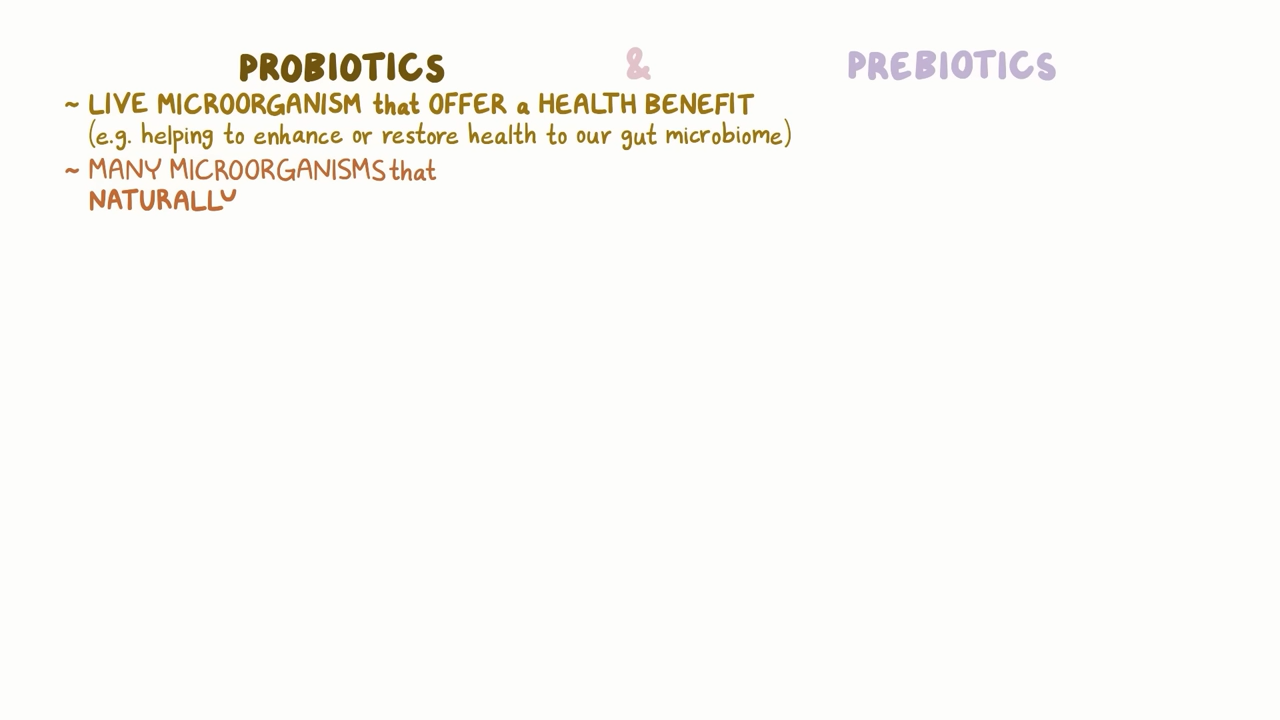 PROBIOTICS & PREBIOTICS
~ LIVE MICROORGANISM that OFFER a HEALTH BENEFIT
(e.g. helping to enhance or restore health to our gut microbiome)
~ MANY MICROORGANISMS that
NATURALL